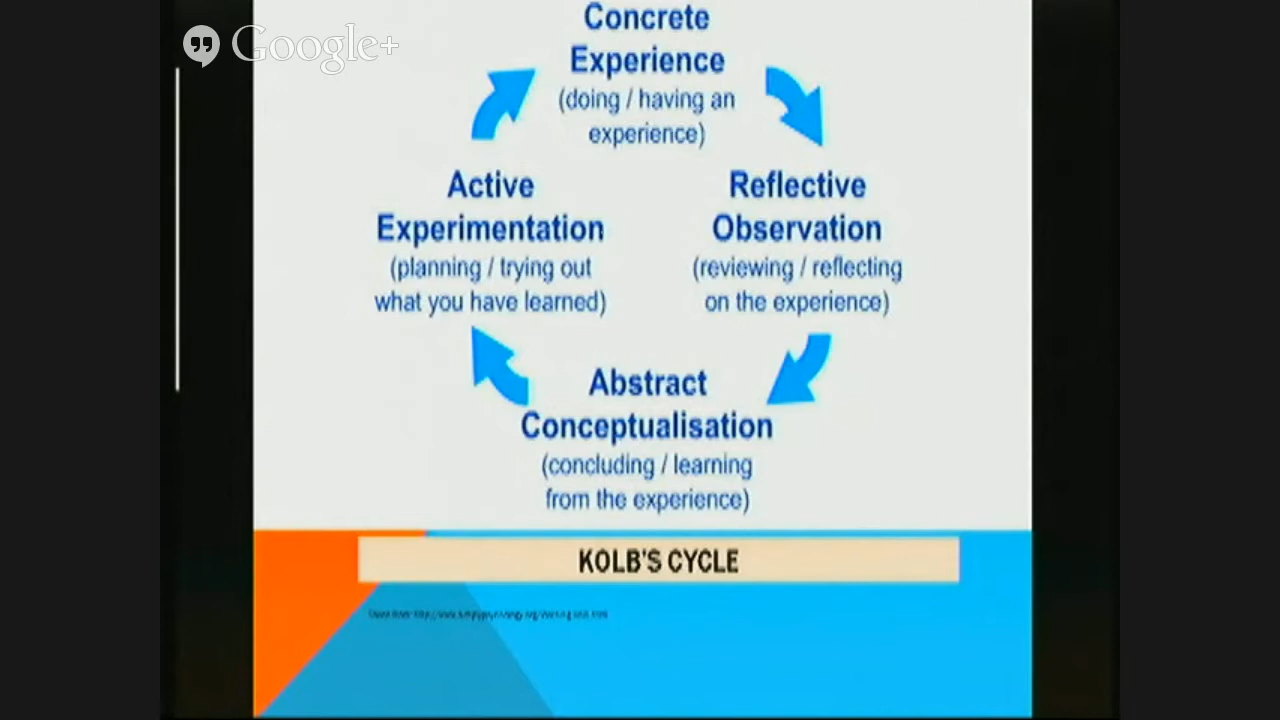 Google+
Concrete
Experience
(doing / having an
experience)
Active
Experimentation
(planning / trying out
what you have learned)
Reflective
Observation
(reviewing / reflecting
on the experience)
Abstract
Conceptualisation
(concluding / learning
from the experience)
KOLB'S CYCLE